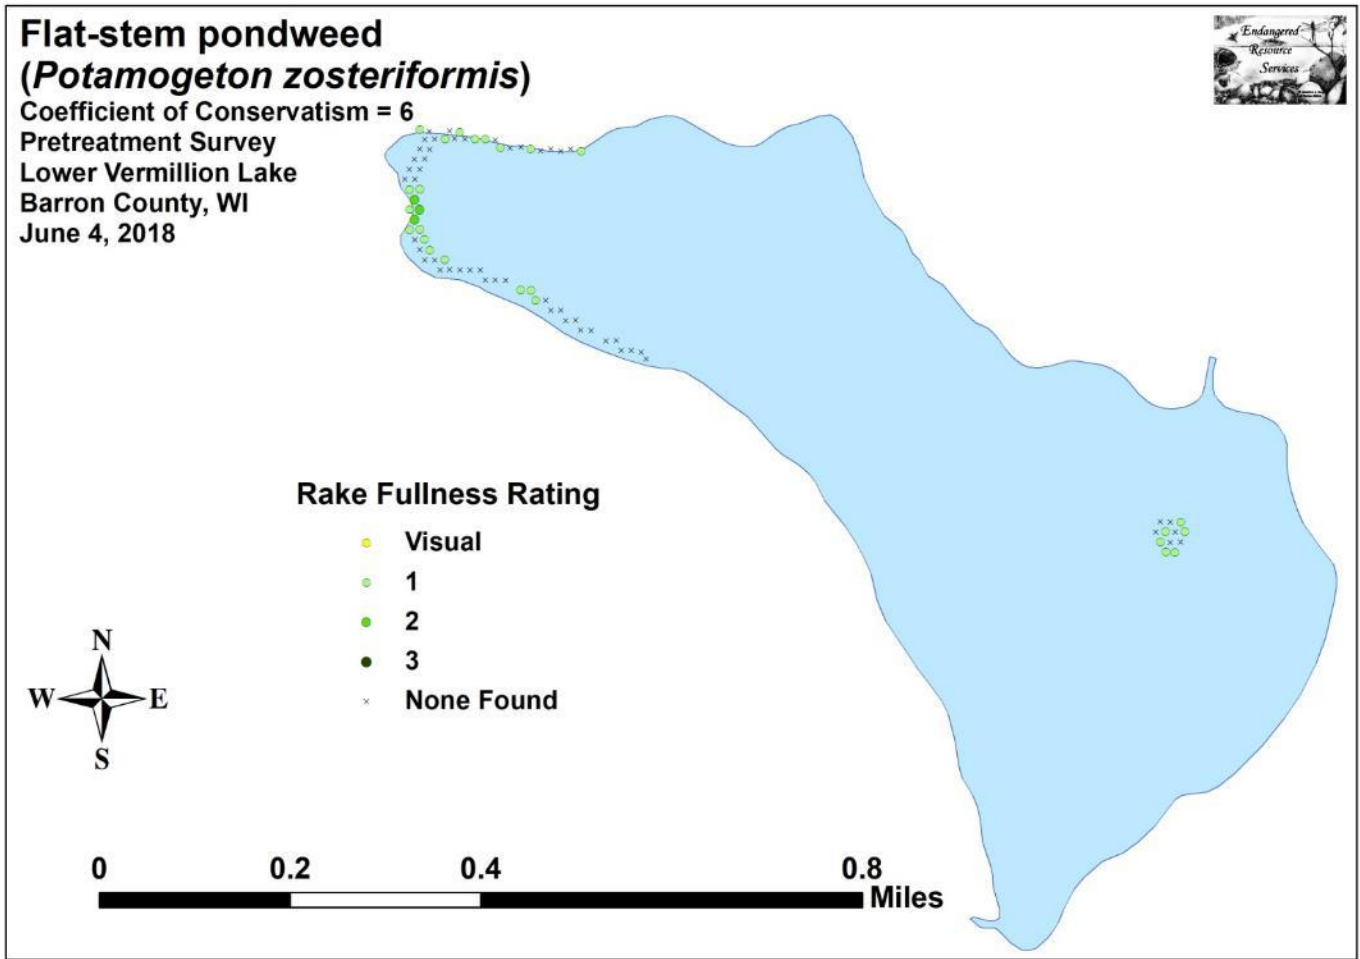 Flat-stem pondweed
(Potamogeton zosteriformis)
Coefficient of Conservatism = 6
Pretreatment Survey
Lower Vermillion Lake
Barron County, WI
June 4, 2018
Endangered
Resource
Services
Rake Fullness Rating
Visual
1
2
3
None Found
N
W E
S
0 0.2 0.4 0.8
Miles